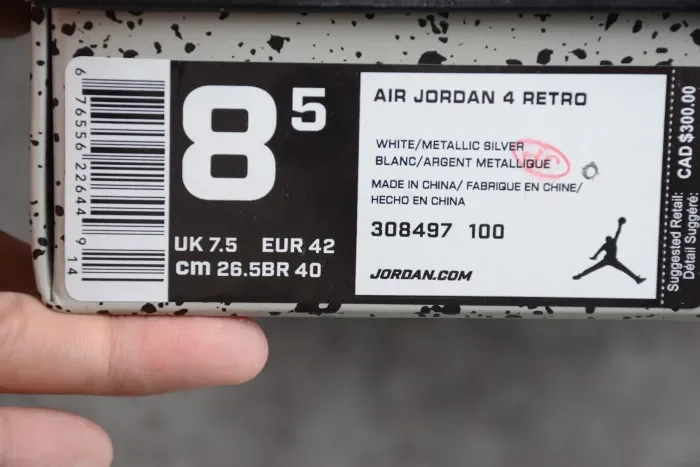 6 76556 22644 9 14
8 5
UK 7.5 EUR 42
cm 26.5BR 40
AIR JORDAN 4 RETRO
WHITE/METALLIC SILVER
BLANC/ARGENT METALLIQUE
MADE IN CHINA/ FABRIQUE EN CHINE/
HECHO EN CHINA
308497 100
JORDAN.COM
Suggested Retail:
Détail Suggéré:
CAD $300.00